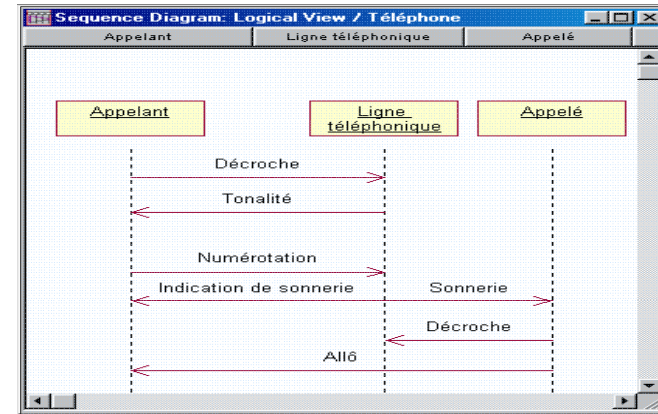 Sequence Diagram: Logical View / Téléphone
Appelant Ligne téléphonique Appelé
Appelant Ligne téléphonique Appelé
Décroche
Tonalité
Numérotation
Indication de sonnerie Sonnerie
Décroche
Allô